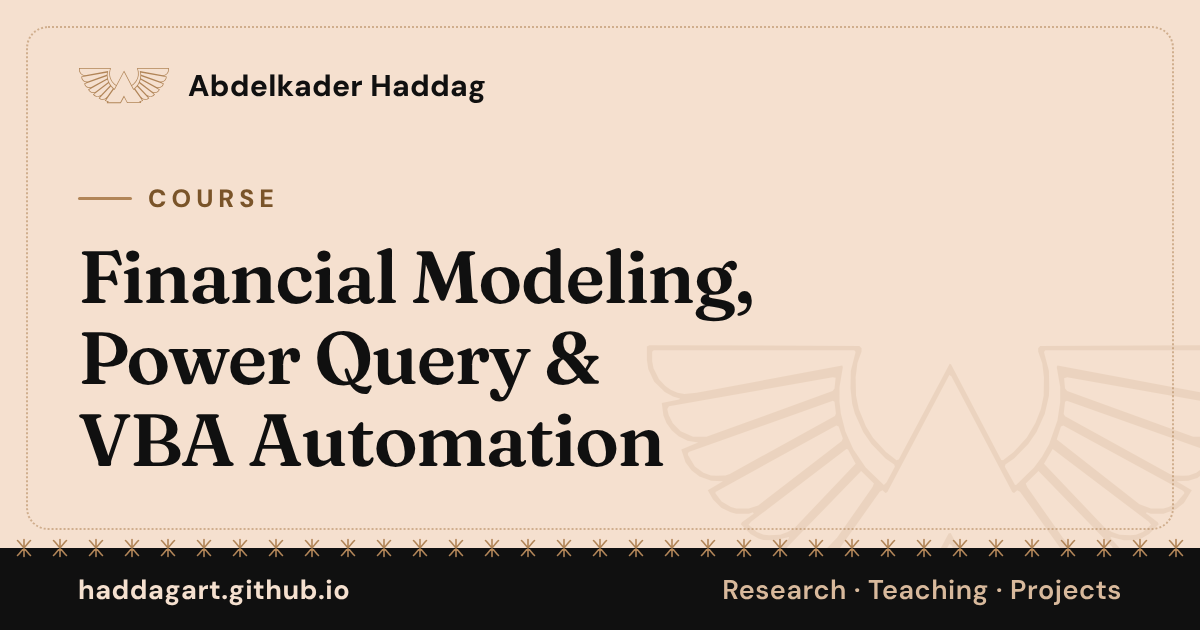 Abdelkader Haddag
COURSE
Financial Modeling,
Power Query &
VBA Automation
haddagart.github.io
Research · Teaching · Projects